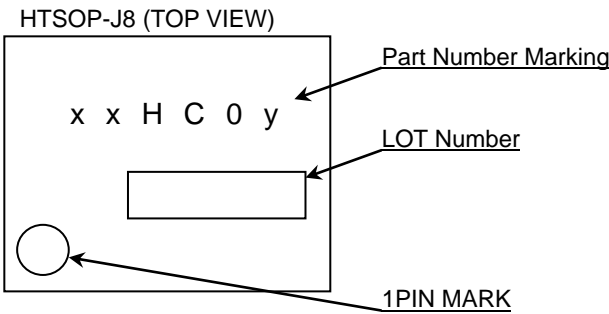 HTSOP-J8 (TOP VIEW)
Part Number Marking
x x H C 0 y
LOT Number
1PIN MARK